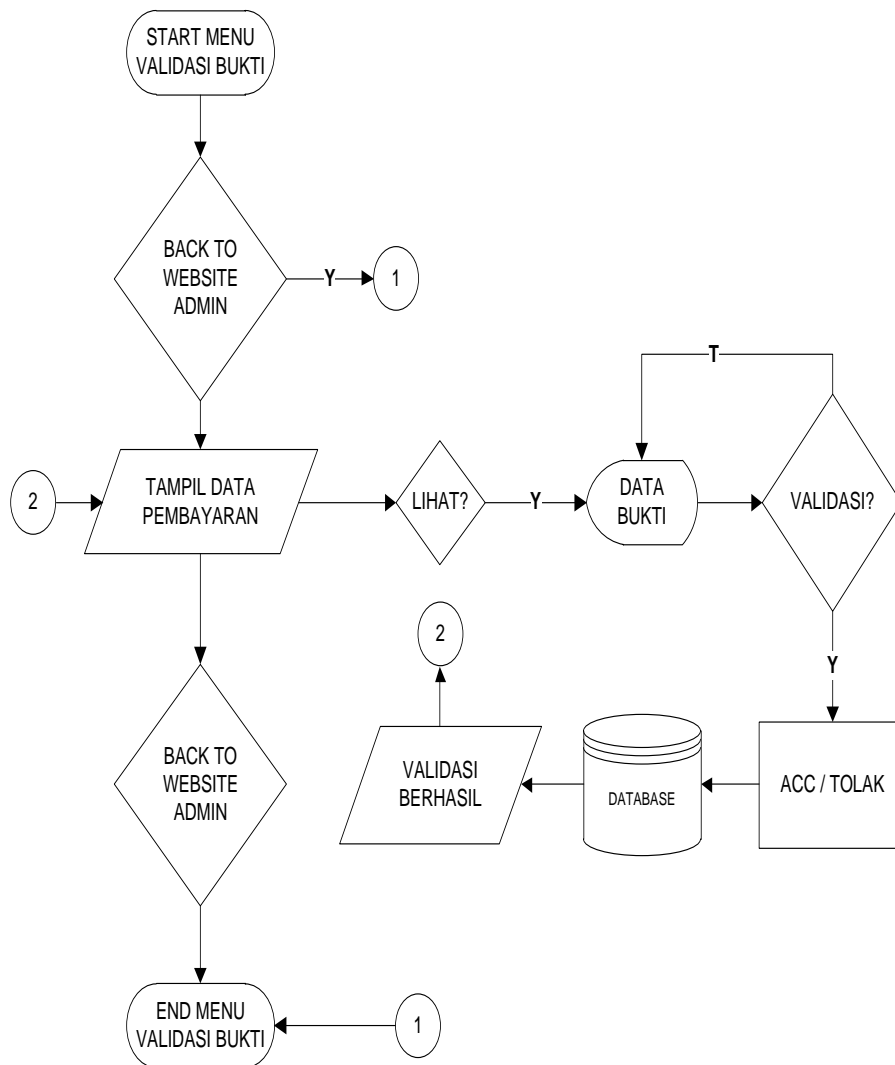 START MENU
VALIDASI BUKTI
BACK TO
WEBSITE
ADMIN
Y
1
T
2
TAMPIL DATA
PEMBAYARAN
LIHAT?
Y
DATA
BUKTI
VALIDASI?
2
Y
BACK TO
WEBSITE
ADMIN
VALIDASI
BERHASIL
DATABASE
ACC / TOLAK
END MENU
VALIDASI BUKTI
1